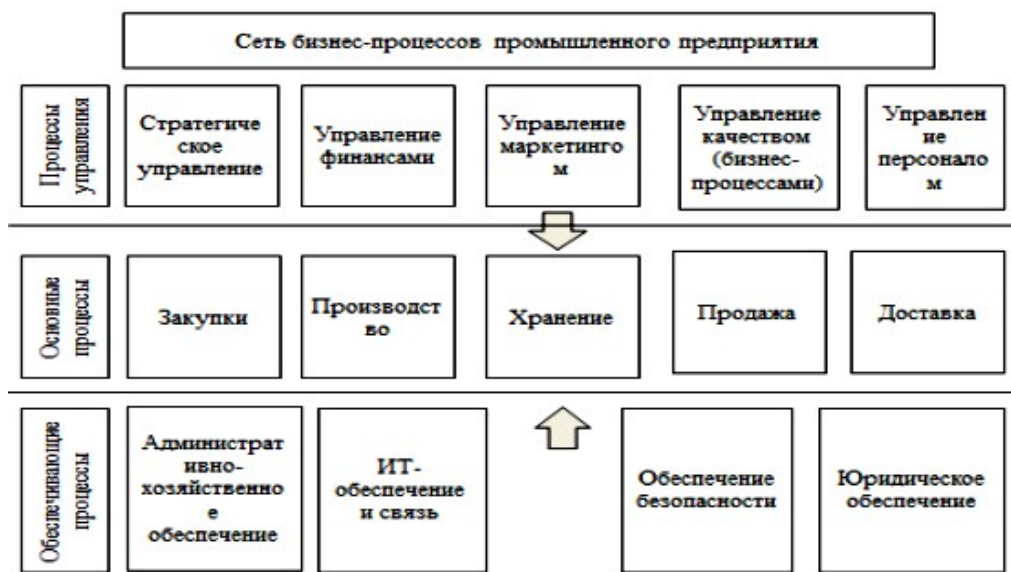 Сеть бизнес-процессов промышленного предприятия
Процессы
управления
Стратегиче
ское
управление
Управление
финансами
Управление
маркетинго
м
Управление
качеством
(бизнес-
процессами)
Управлен
ие
персонало
м
Основные
процессы
Закупки
Производст
во
Хранение
Продажа
Доставка
Обеспечивающие
процессы
Административ
ивно-
хозяйственно
е
обеспечение
ИТ-
обеспечение
и связь
Обеспечение
безопасности
Юридическое
обеспечение